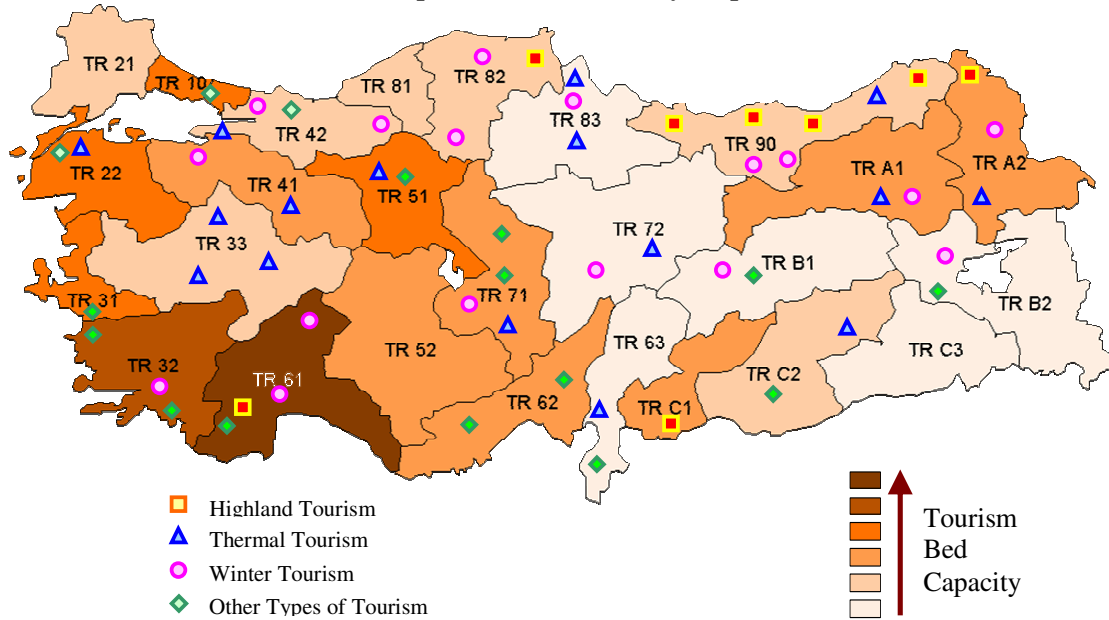 TR 21
TR 10
TR 81
TR 82
TR 83
TR 42
TR 90
TR 22
TR 41
TR 51
TR A1
TR A2
TR 33
TR 72
TR B1
TR B2
TR 31
TR 71
TR 32
TR 61
TR 52
TR 63
TR C3
TR C2
TR 62
TR C1
Highland Tourism
Thermal Tourism
Winter Tourism
Other Types of Tourism
Tourism
Bed
Capacity